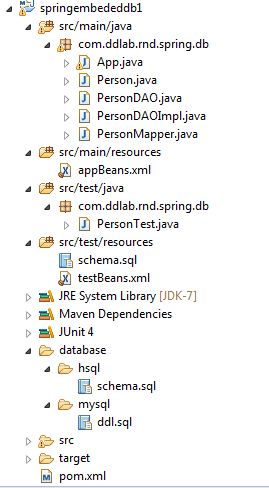 springembededdb1
src/main/java
com.ddlab.rnd.spring.db
App.java
Person.java
PersonDAO.java
PersonDAOImpl.java
PersonMapper.java
src/main/resources
appBeans.xml
src/test/java
com.ddlab.rnd.spring.db
PersonTest.java
src/test/resources
schema.sql
testBeans.xml
JRE System Library [JDK-7]
Maven Dependencies
JUnit 4
database
hsql
schema.sql
mysql
ddl.sql
src
target
pom.xml